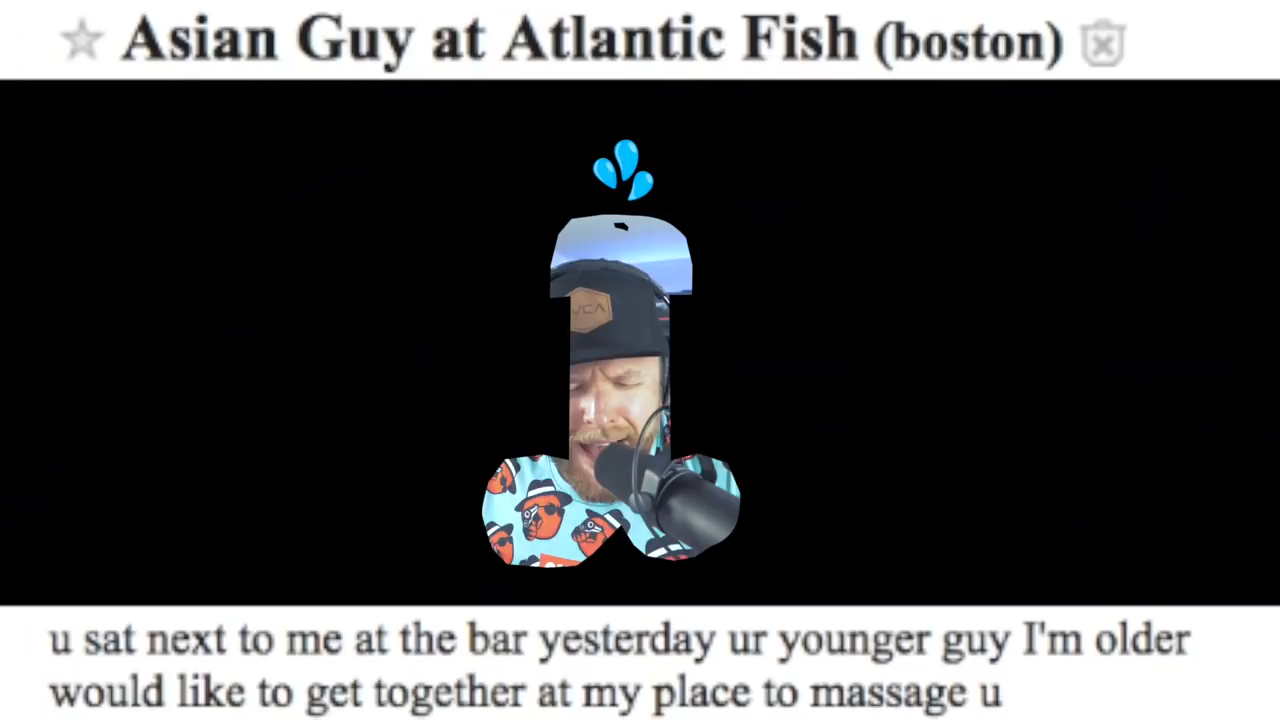 Asian Guy at Atlantic Fish (boston)
RVCA
u sat next to me at the bar yesterday ur younger guy I'm older
would like to get together at my place to massage u